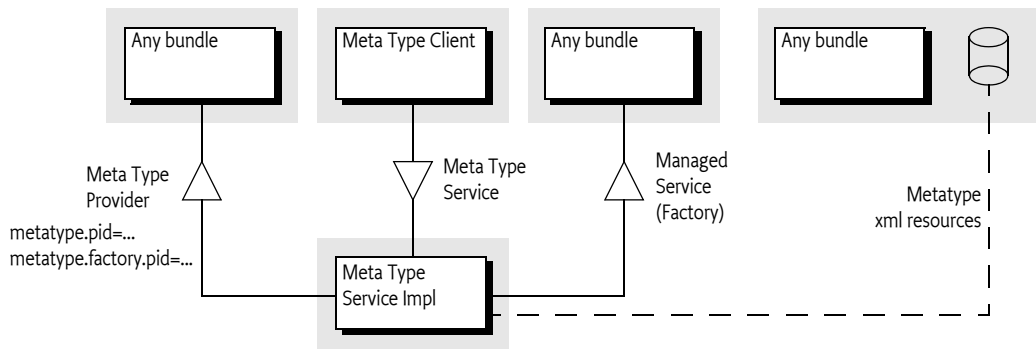 Any bundle
Meta Type Client
Any bundle
Any bundle
Meta Type
Provider
metatype.pid=...
metatype.factory.pid=...
Meta Type
Service
Managed
Service
(Factory)
Metatype
xml resources
Meta Type
Service Impl